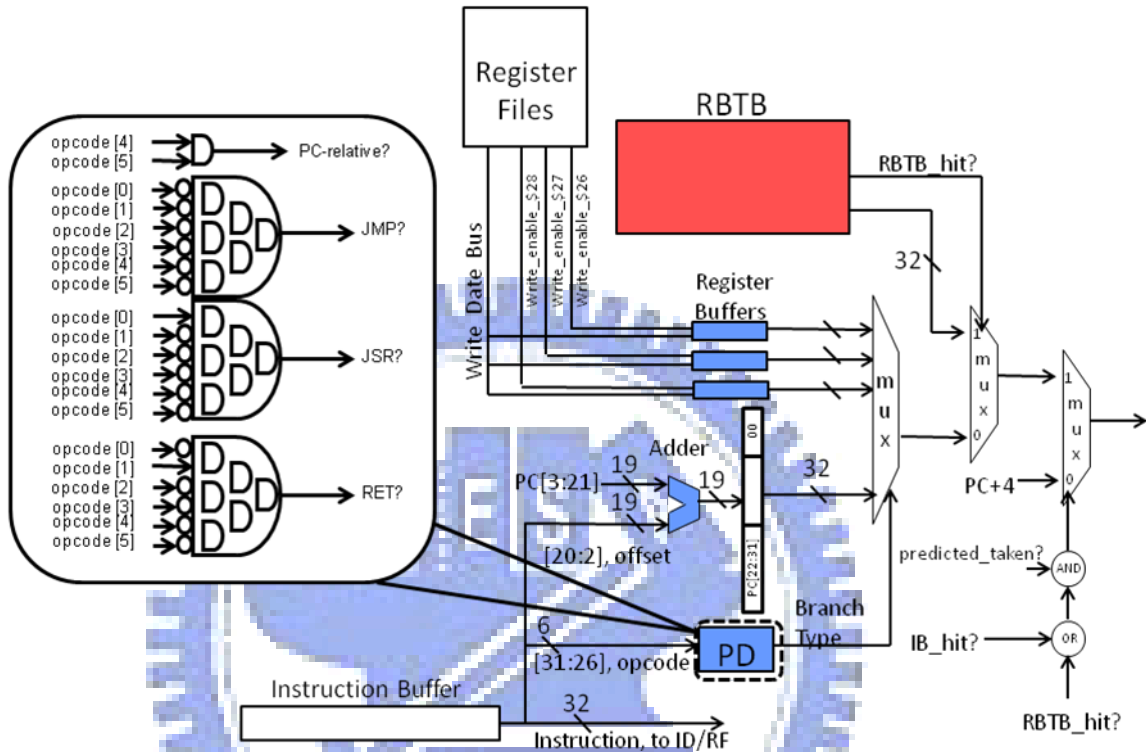 Register
Files
RBTB
opcode [4]
opcode [5]
PC-relative?
opcode [0]
opcode [1]
opcode [2]
opcode [3]
opcode [4]
opcode [5]
JMP?
opcode [0]
opcode [1]
opcode [2]
opcode [3]
opcode [4]
opcode [5]
JSR?
opcode [0]
opcode [1]
opcode [2]
opcode [3]
opcode [4]
opcode [5]
RET?
Write Date Bus
Write_enable_$28
Write_enable_$27
Write_enable_$26
RBTB_hit?
32
Register
Buffers
mux
1
mux
0
1
mux
0
PC+4
Adder
PC[3:21]
19
19
19
[20:2], offset
00
PC[22:31]
32
Branch
Type
PD
6
[31:26], opcode
Instruction Buffer
32
Instruction, to ID/RF
predicted_taken?
AND
IB_hit?
OR
RBTB_hit?